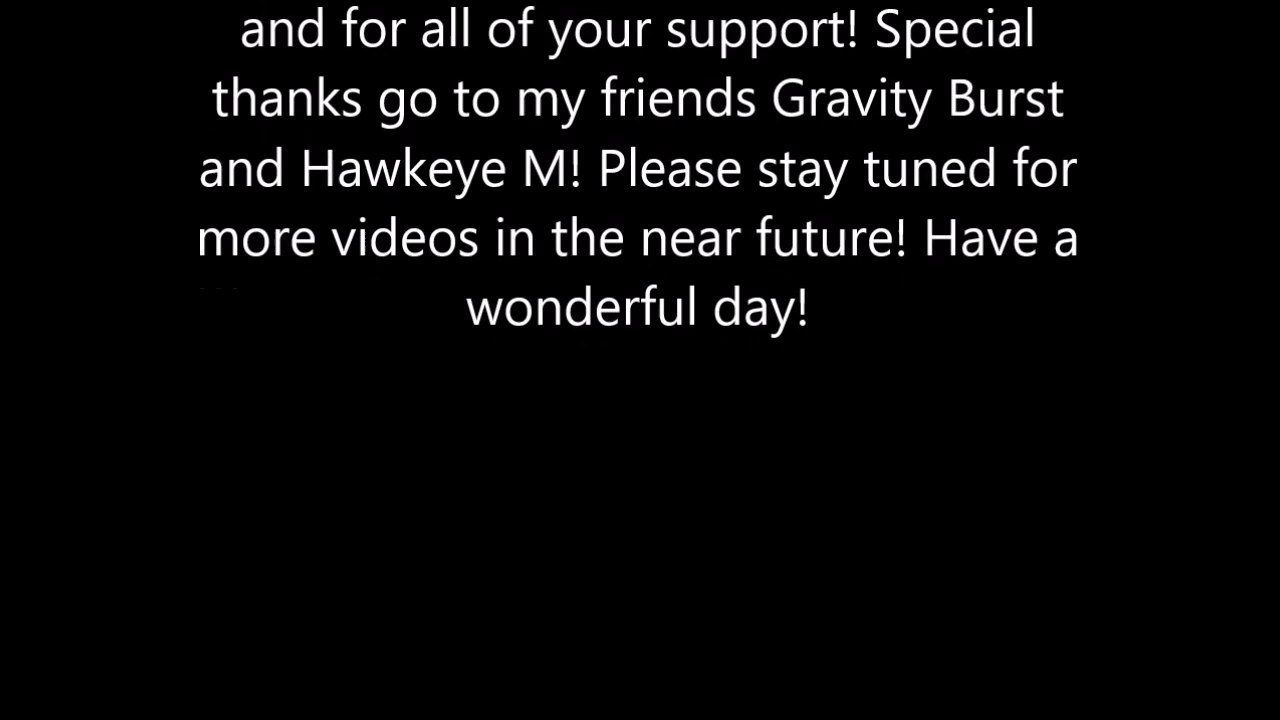 and for all of your support! Special
thanks go to my friends Gravity Burst
and Hawkeye M! Please stay tuned for
more videos in the near future! Have a
wonderful day!